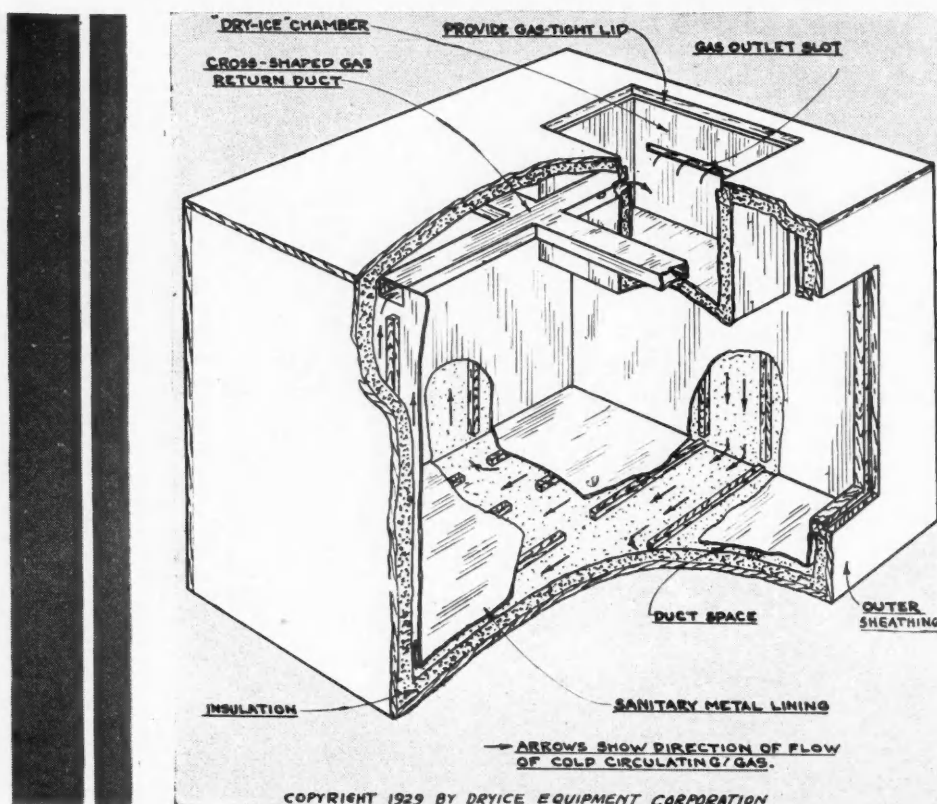 "DRY-ICE" CHAMBER
PROVIDE GAS-TIGHT LID
GAS OUTLET SLOT
CROSS-SHAPED GAS
RETURN DUCT
DUCT SPACE
OUTER
SHEATHING
INSULATION
SANITARY METAL LINING
→ ARROWS SHOW DIRECTION OF FLOW
OF COLD CIRCULATING/GAS.
COPYRIGHT 1929 BY DRYICE EQUIPMENT CORPORATION